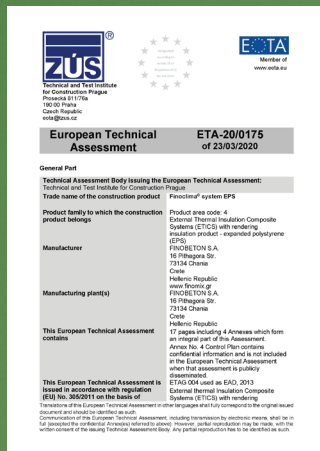 ZÚS
Technical and Test Institute
for Construction Prague
Prosecká 811/76a
190 00 Praha
Czech Republic
eota@tzus.cz
EOTA
Member of
www.eota.eu
European Technical
Assessment
ETA-20/0175
of 23/03/2020
General Part
Technical Assessment Body issuing the European Technical Assessment:
Technical and Test Institute for Construction Prague
Trade name of the construction product
Finoclima® system EPS
Product family to which the construction
product belongs
Product area code: 4
External Thermal Insulation Composite
Systems (ETICS) with rendering
insulation product - expanded polystyrene
(EPS)
Manufacturer
FINOBETON S.A.
16 Pithagora Str.
73134 Chania
Crete
Hellenic Republic
www.finomix.gr
Manufacturing plant(s)
FINOBETON S.A.
16 Pithagora Str.
73134 Chania
Crete
Hellenic Republic
This European Technical Assessment
contains
17 pages including 4 Annexes which form
an integral part of this Assessment.
Annex No. 4 Control Plan contains
confidential information and is not included
in the European Technical Assessment
when that assessment is publicly
disseminated.
This European Technical Assessment is
issued in accordance with regulation
(EU) No. 305/2011 on the basis of
ETAG 004 used as EAD, 2013
External thermal Insulation Composite
Systems (ETICS) with rendering
Translations of this European Technical Assessment in other languages shall fully correspond to the original issued
document and should be identified as such.
Communication of this European Technical Assessment, including transmission by electronic means, shall be in
full (excepted the confidential Annex(es) referred to above). However, partial reproduction may be made, with the
written consent of the issuing Technical Assessment Body. Any partial reproduction has to be identified as such.